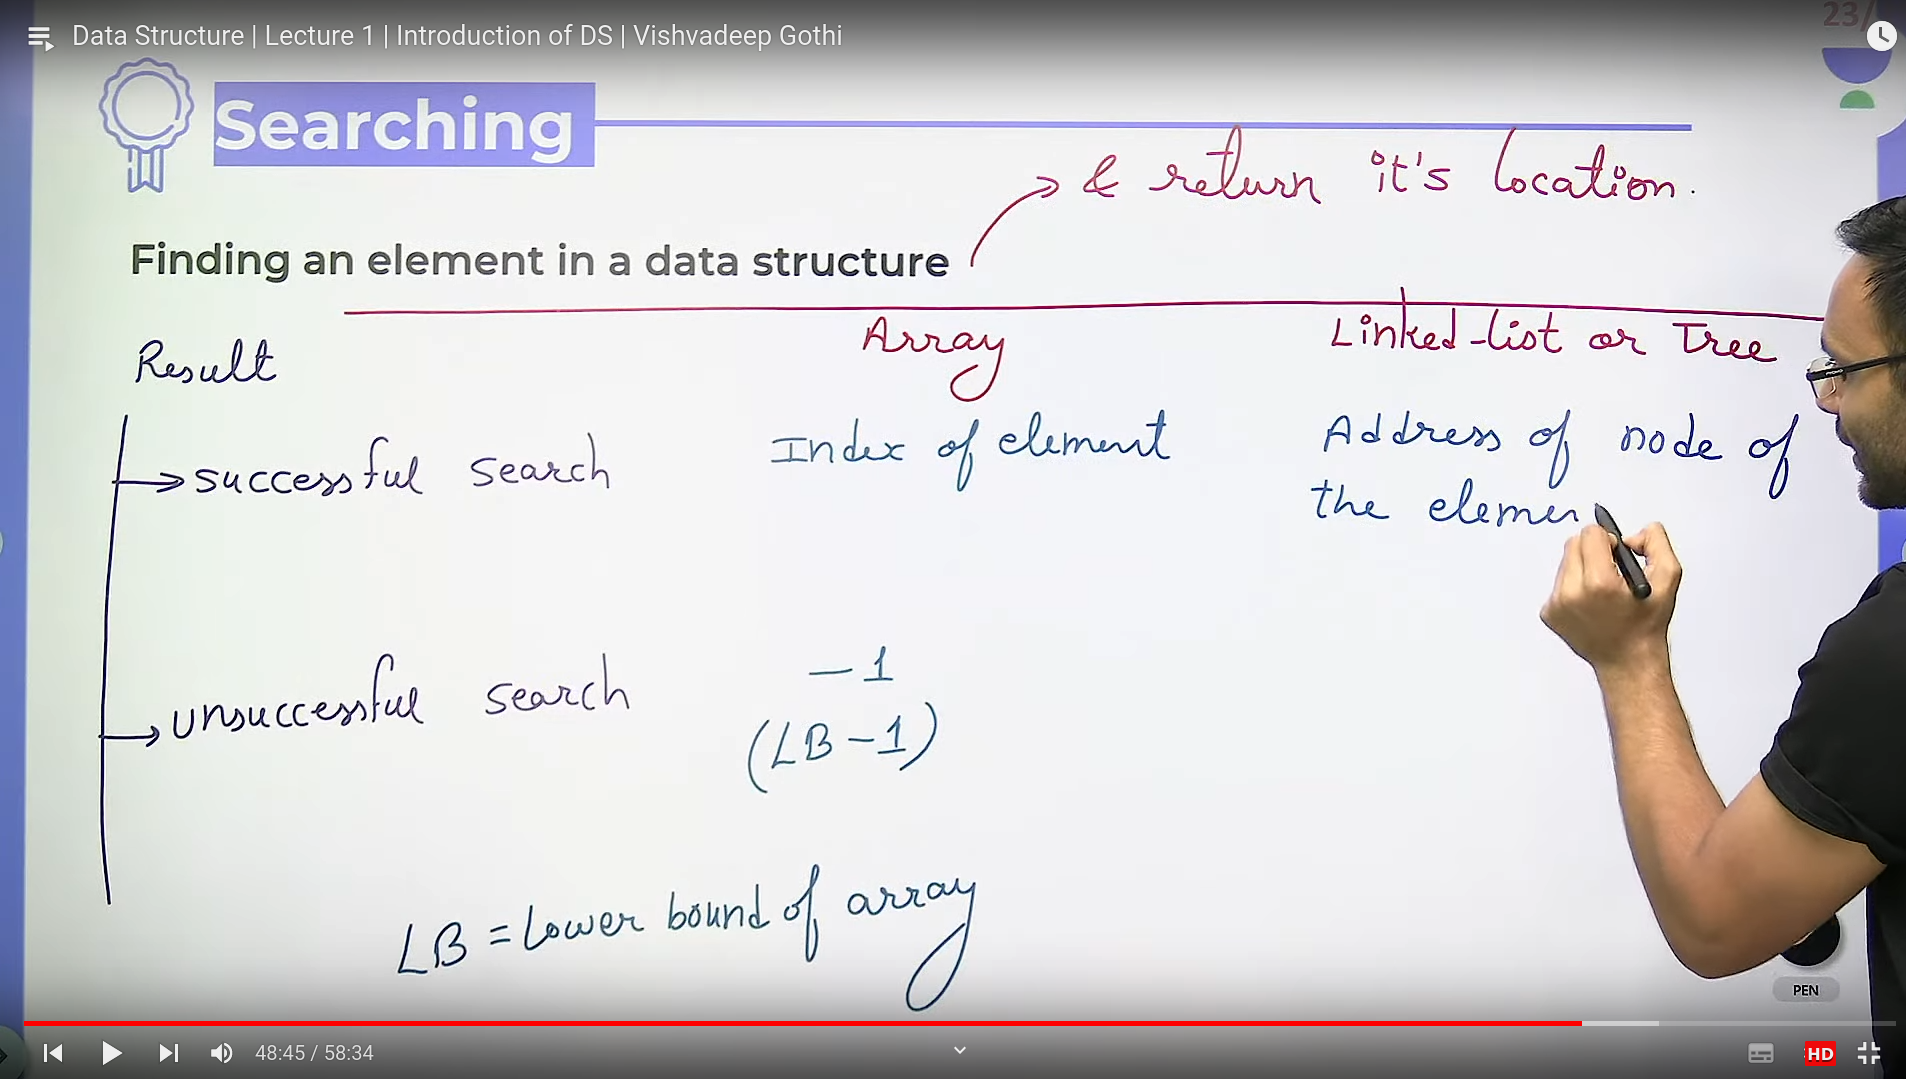 Data Structure | Lecture 1 | Introduction of DS | Vishvadeep Gothi
23/
Searching
& return it's location.
Finding an element in a data structure
Result
Array
Linked-list or Tree
successful search
Index of element
Address of node of
the elemen
unsuccessful search
-1
(LB-1)
LB = Lower bound of array
PEN
48:45 / 58:34
HD